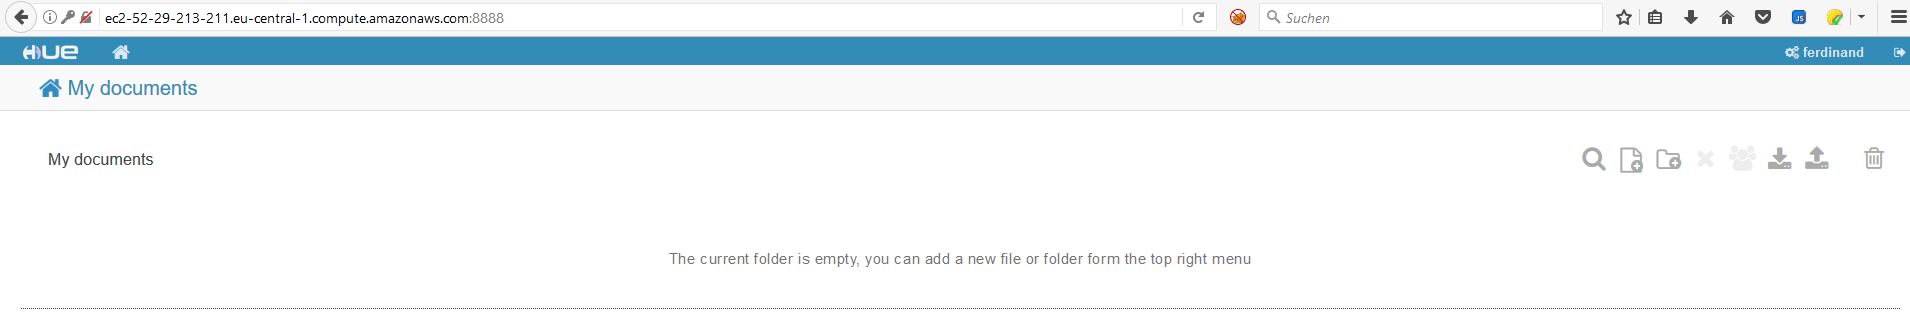 ec2-52-29-213-211.eu-central-1.compute.amazonaws.com:8888
Suchen
JS
HUE
ferdinand
My documents
My documents
The current folder is empty, you can add a new file or folder form the top right menu